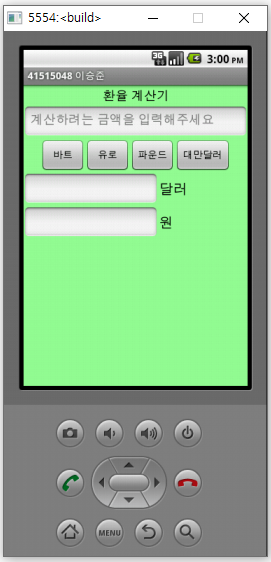 5554:<build>
3G 3:00 PM
41515048 이승준
환율 계산기
계산하려는 금액을 입력해주세요
바트 유로 파운드 대만달러
달러
원
MENU